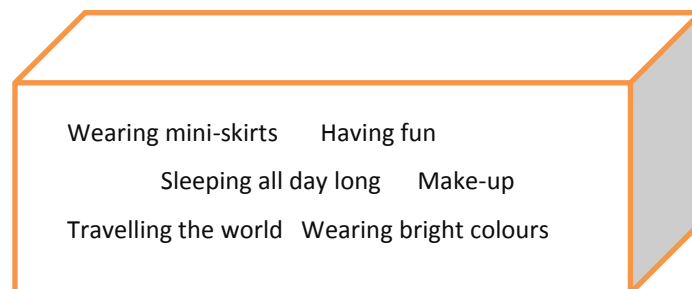 Wearing mini-skirts Having fun
Sleeping all day long Make-up
Travelling the world Wearing bright colours